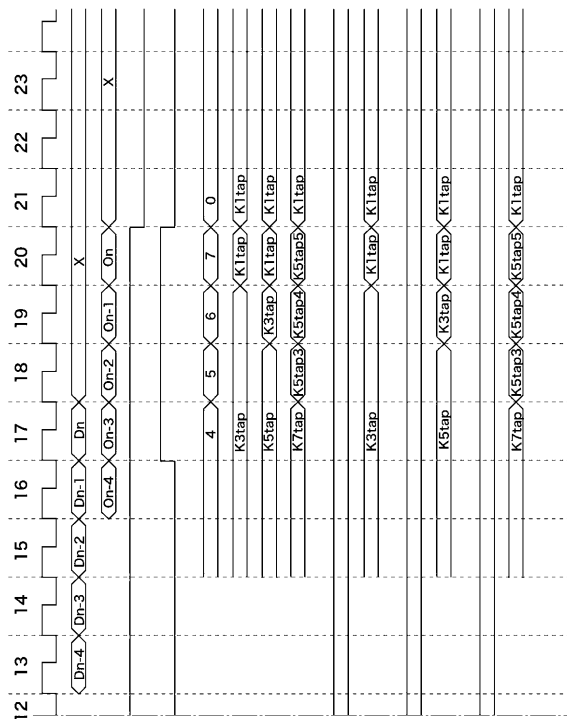 12 13 14 15 16 17 18 19 20 21 22 23
Dn-4 Dn-3 Dn-2 Dn-1 Dn X
On-4 On-3 On-2 On-1 On X
4 5 6 7 0
K3tap K1tap K1tap
K5tap K3tap K1tap K1tap
K7tap K5tap3 K5tap4 K5tap5 K1tap
K3tap K1tap K1tap
K5tap K3tap K1tap K1tap
K7tap K5tap3 K5tap4 K5tap5 K1tap